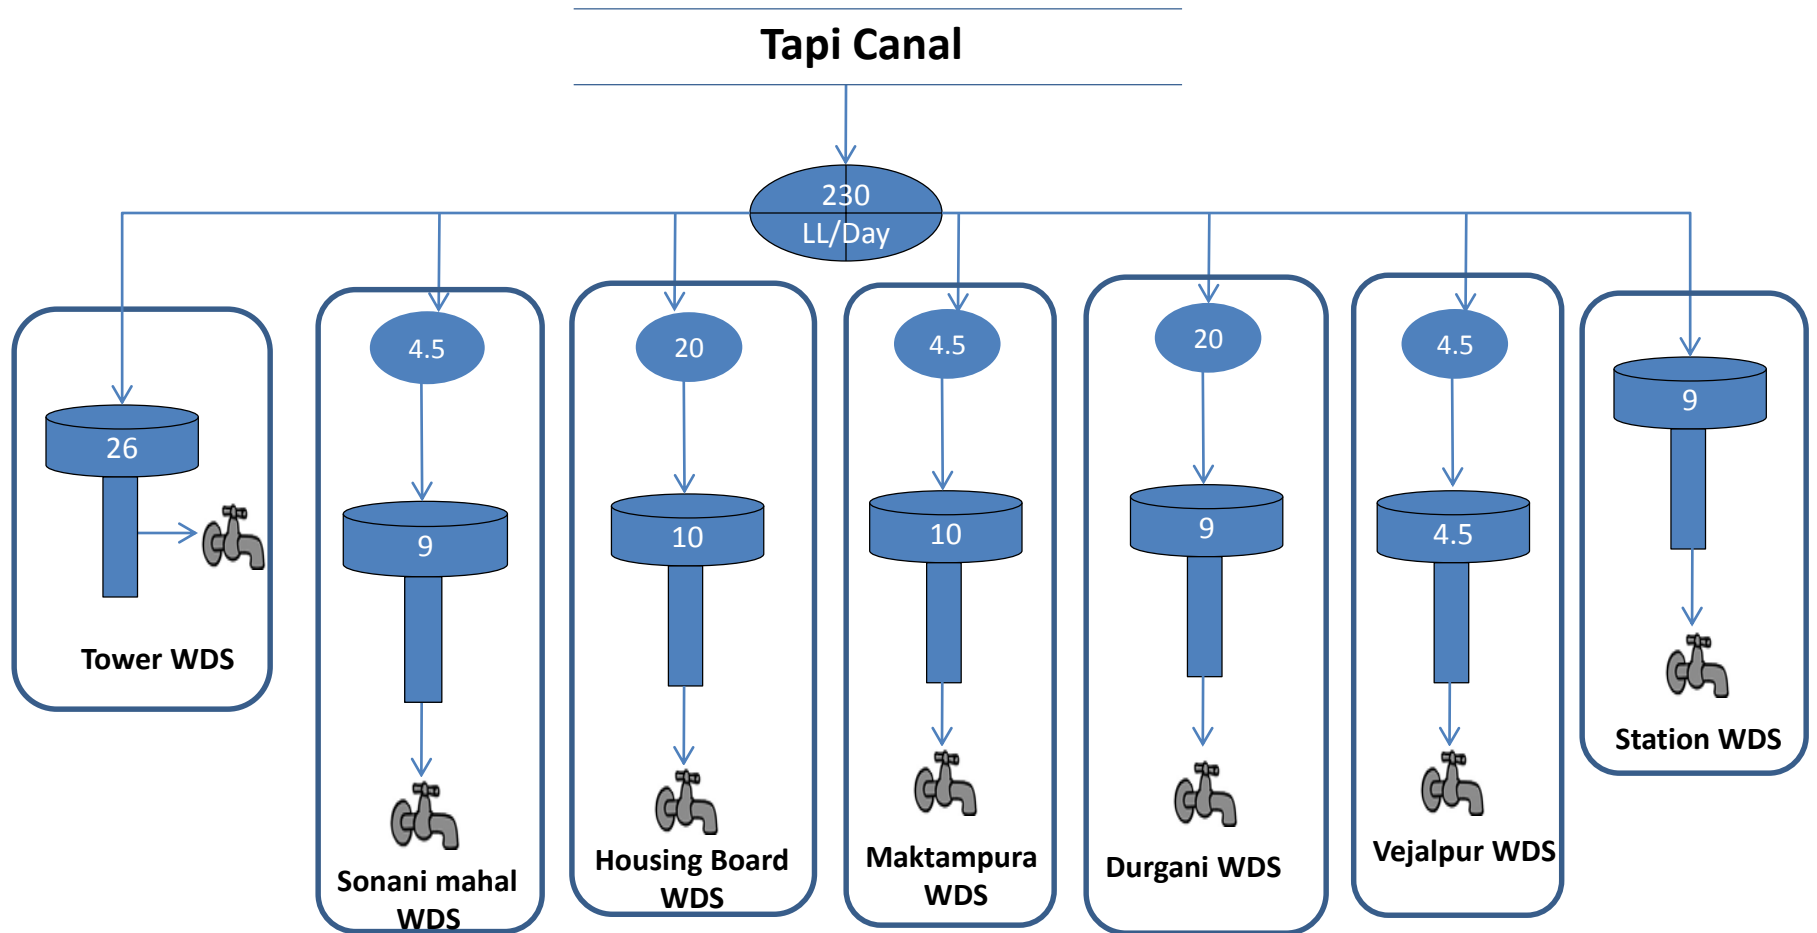 Tapi Canal
230
LL/Day
4.5
20
4.5
20
4.5
9
26
9
10
10
9
4.5
Tower WDS
Station WDS
Sonani mahal
WDS
Housing Board
WDS
Maktampura
WDS
Durgani WDS
Vejalpur WDS